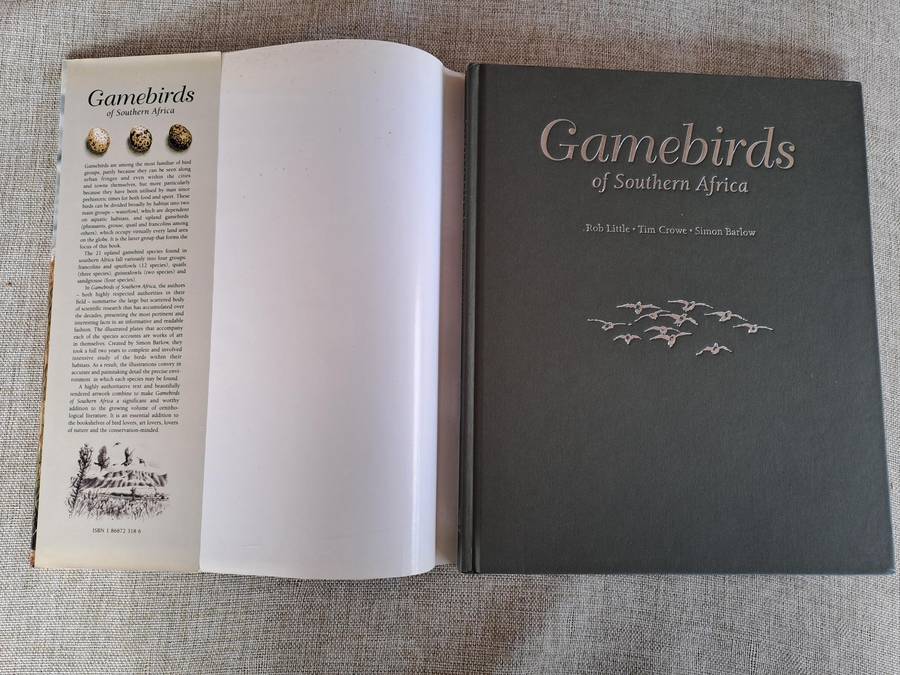 Gamebirds
of Southern Africa
Gamebirds are among the most familiar of bird
groups, partly because they can be seen along
urban fringes and even within the cities
and towns themselves, but more particularly
because they have been utilised by man since
prehistoric times for both food and sport. These
birds can be divided broadly by habitat into two
main groups – waterfowl, which are dependent
on aquatic habitats, and upland gamebirds
(pheasants, grouse, quail and francolins among
others), which occupy virtually every land area
on the globe. It is the latter group that forms the
focus of this book.
The 21 upland gamebird species found in
southern Africa fall variously into four groups:
francolins and spurfowls (12 species), quails
(three species), guineafowls (two species) and
sandgrouse (four species).
In Gamebirds of Southern Africa, the authors
– both highly respected authorities in their
field – summarise the large but scattered body
of scientific research that has accumulated over
the decades, presenting the most pertinent and
interesting facts in an informative and readable
fashion. The illustrated plates that accompany
each of the species accounts are works of art
in themselves. Created by Simon Barlow, they
took a full two years to complete and involved
intensive study of the birds within their
habitats. As a result, the illustrations convey in
accurate and painstaking detail the precise envi-
ronment in which each species may be found.
A highly authoritative text and beautifully
rendered artwork combine to make Gamebirds
of Southern Africa a significant and worthy
addition to the growing volume of ornitho-
logical literature. It is an essential addition to
the bookshelves of bird lovers, art lovers, lovers
of nature and the conservation-minded.
ISBN 1 86872 318 6
Gamebirds
of Southern Africa
Rob Little • Tim Crowe • Simon Barlow